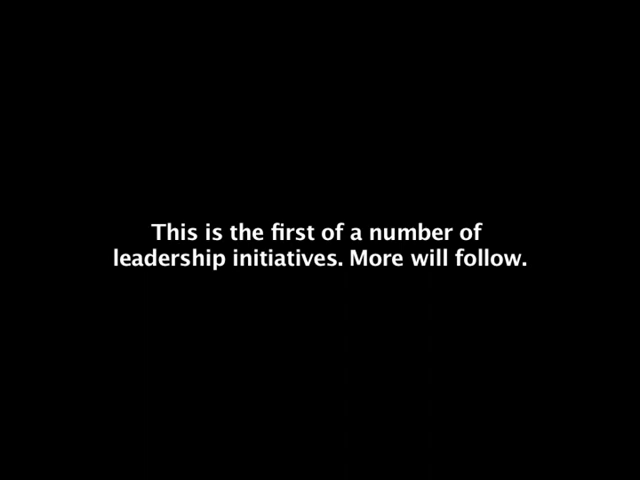 This is the first of a number of
leadership initiatives. More will follow.